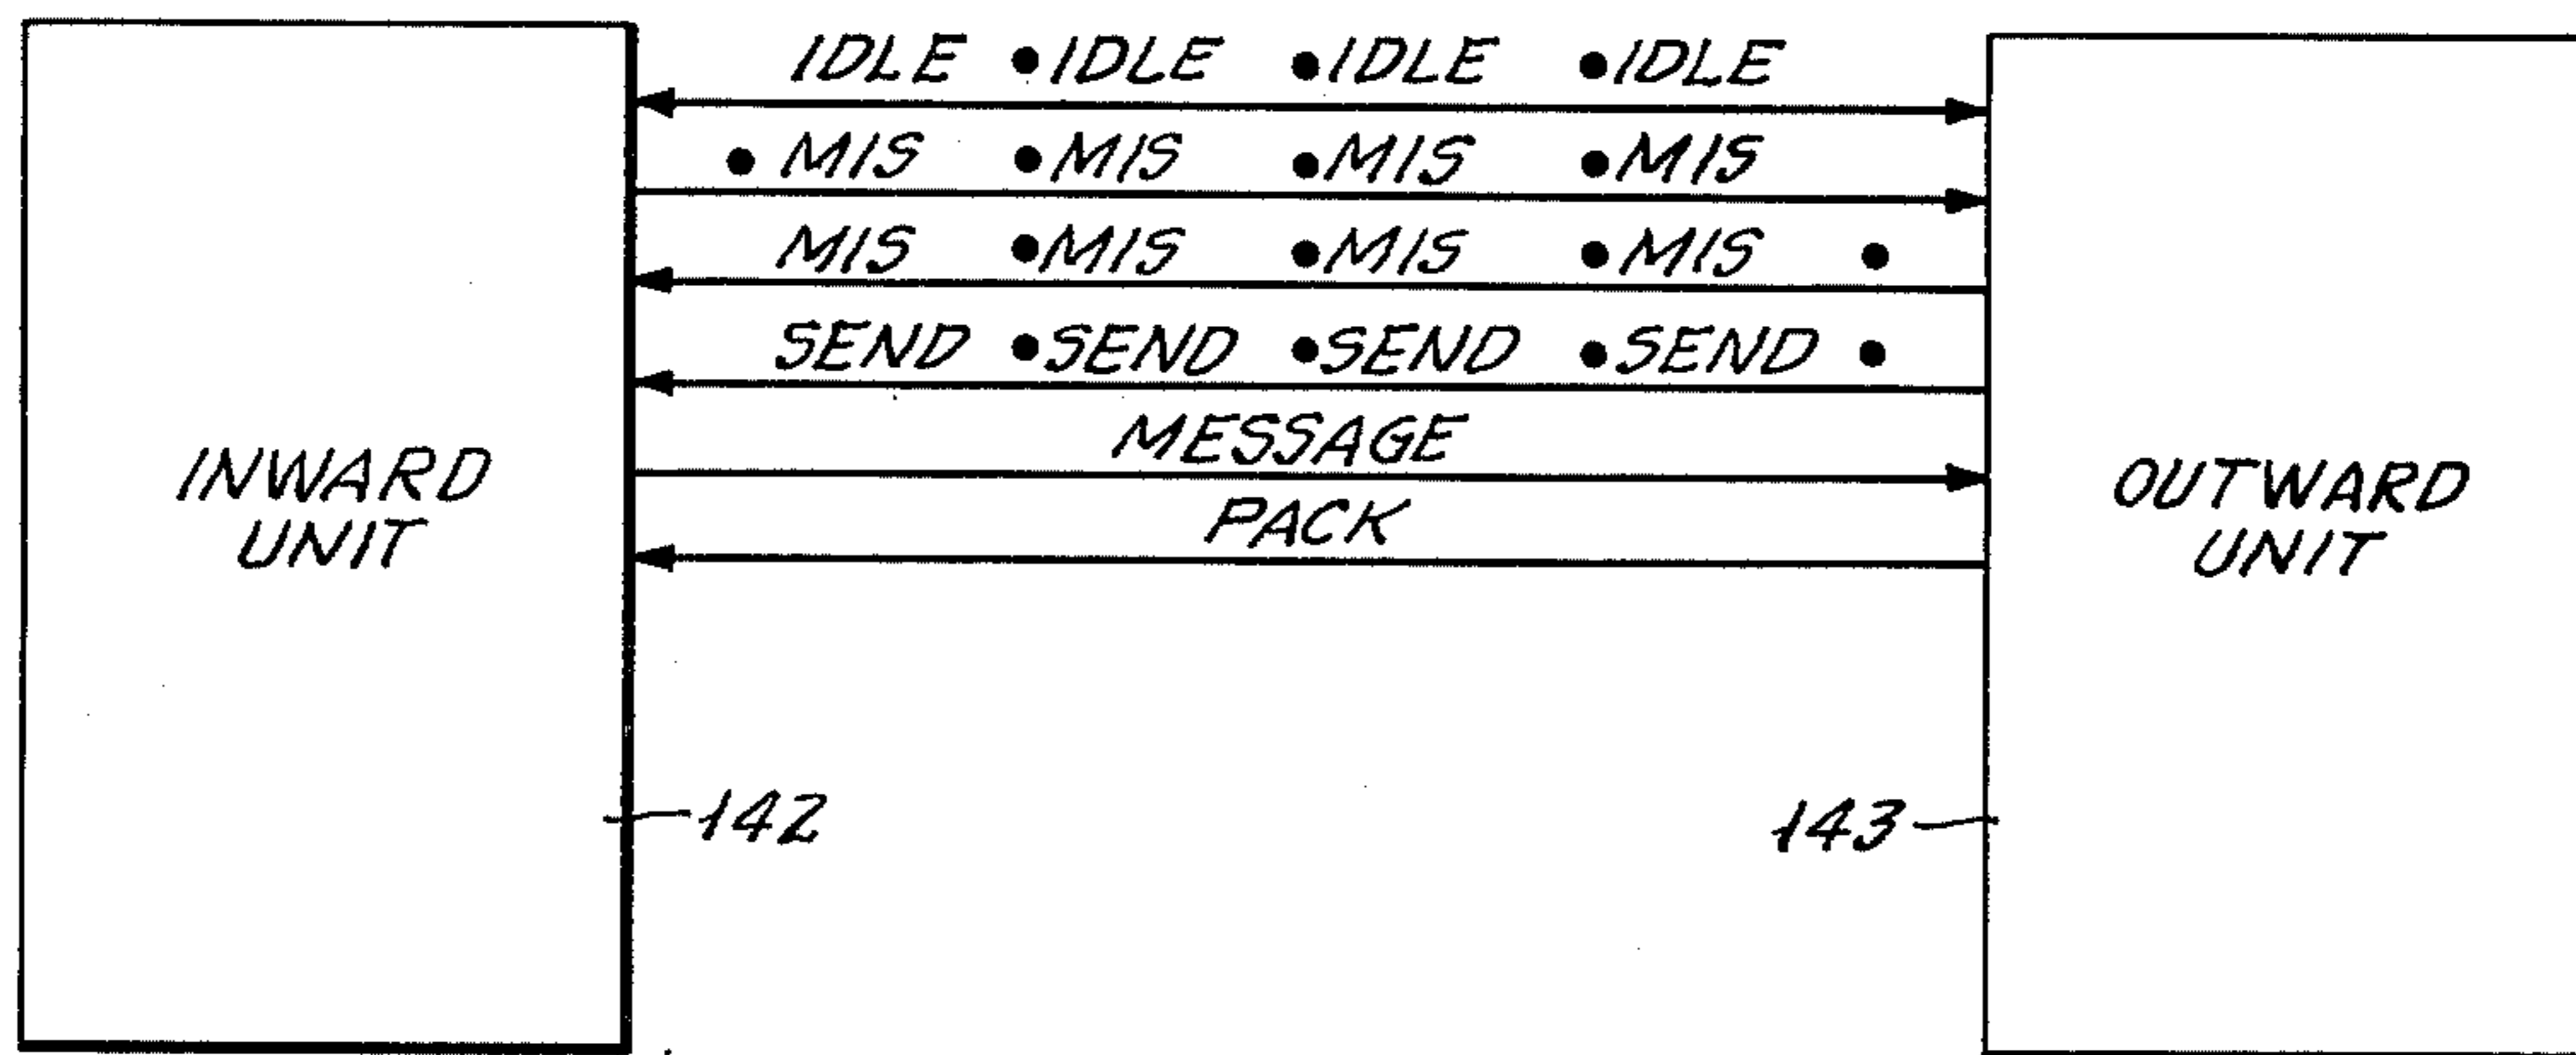 IDLE •IDLE •IDLE •IDLE
• MIS •MIS •MIS •MIS
MIS •MIS •MIS •MIS •
SEND •SEND •SEND •SEND •
MESSAGE
PACK
INWARD
UNIT
OUTWARD
UNIT
142
143